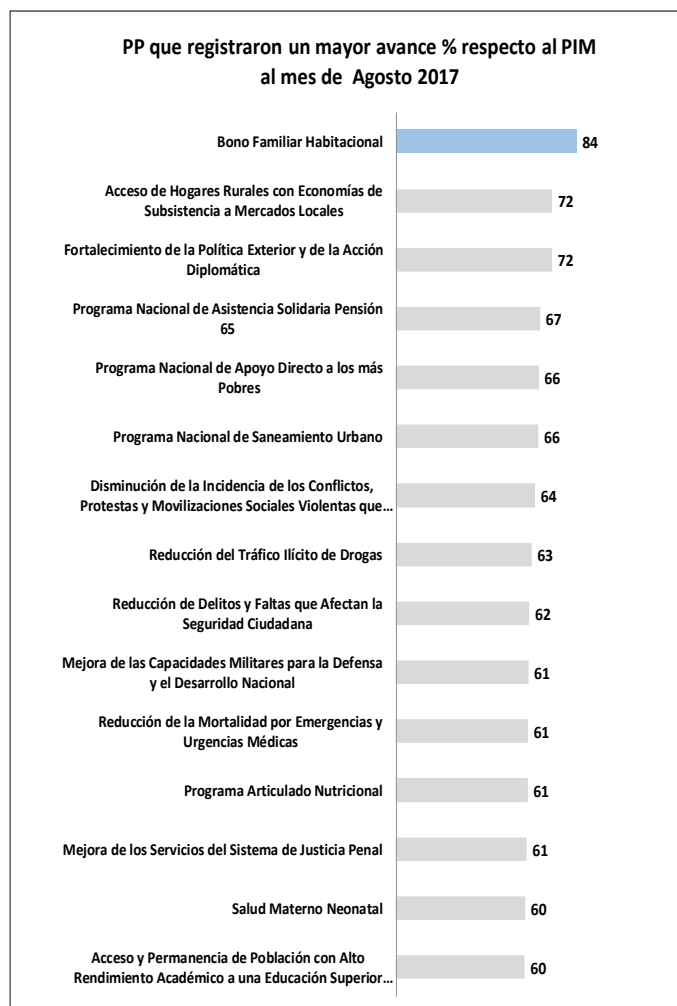 PP que registraron un mayor avance % respecto al PIM
al mes de Agosto 2017
Bono Familiar Habitacional
84
Acceso de Hogares Rurales con Economías de
Subsistencia a Mercados Locales
72
Fortalecimiento de la Política Exterior y de la Acción
Diplomática
72
Programa Nacional de Asistencia Solidaria Pensión
65
67
Programa Nacional de Apoyo Directo a los más
Pobres
66
Programa Nacional de Saneamiento Urbano
66
Disminución de la Incidencia de los Conflictos,
Protestas y Movilizaciones Sociales Violentas que...
64
Reducción del Tráfico Ilícito de Drogas
63
Reducción de Delitos y Faltas que Afectan la
Seguridad Ciudadana
62
Mejora de las Capacidades Militares para la Defensa
y el Desarrollo Nacional
61
Reducción de la Mortalidad por Emergencias y
Urgencias Médicas
61
Programa Articulado Nutricional
61
Mejora de los Servicios del Sistema de Justicia Penal
61
Salud Materno Neonatal
60
Acceso y Permanencia de Población con Alto
Rendimiento Académico a una Educación Superior...
60